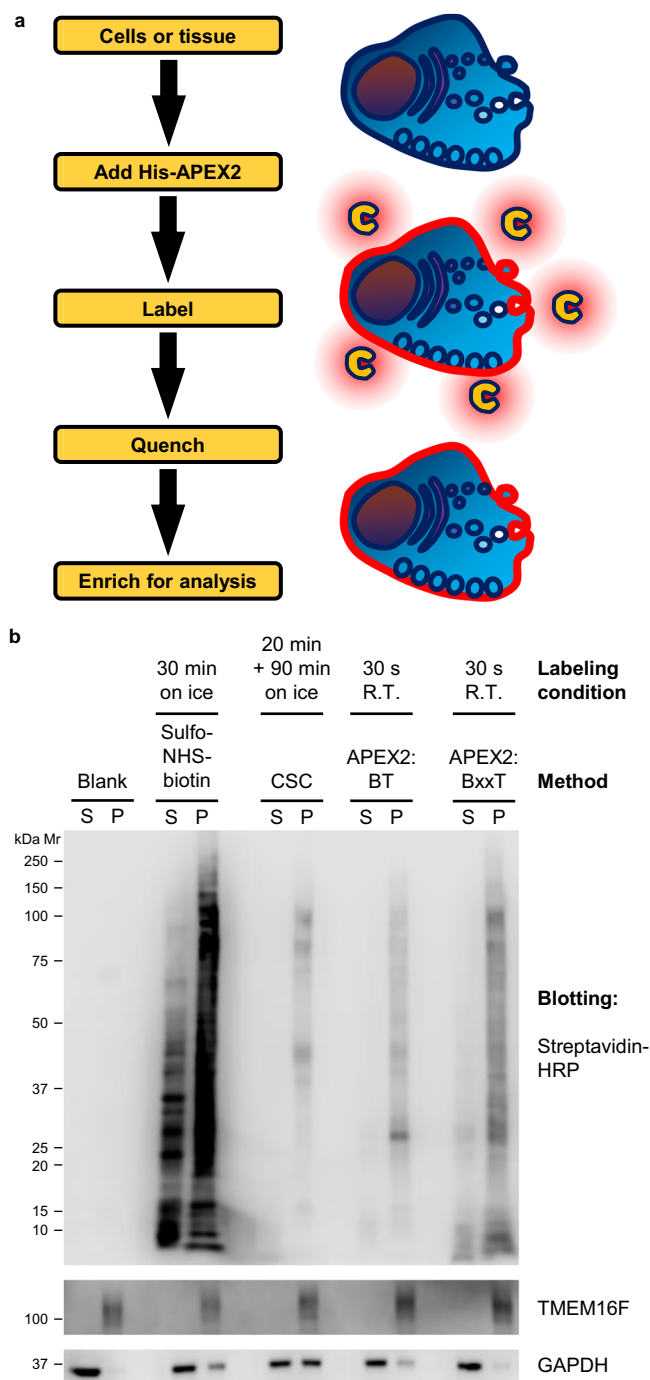 a
Cells or tissue
Add His-APEX2
Label
Quench
Enrich for analysis
b
30 min
on ice
20 min
+ 90 min
on ice
30 s
R.T.
30 s
R.T.
Labeling
condition
Blank
Sulfo-
NHS-
biotin
CSC
APEX2:
BT
APEX2:
BxxT
Method
S P S P S P S P S P
kDa Mr
250
150
100
75
50
37
25
20
15
10
Blotting:
Streptavidin-
HRP
100
TMEM16F
37
GAPDH